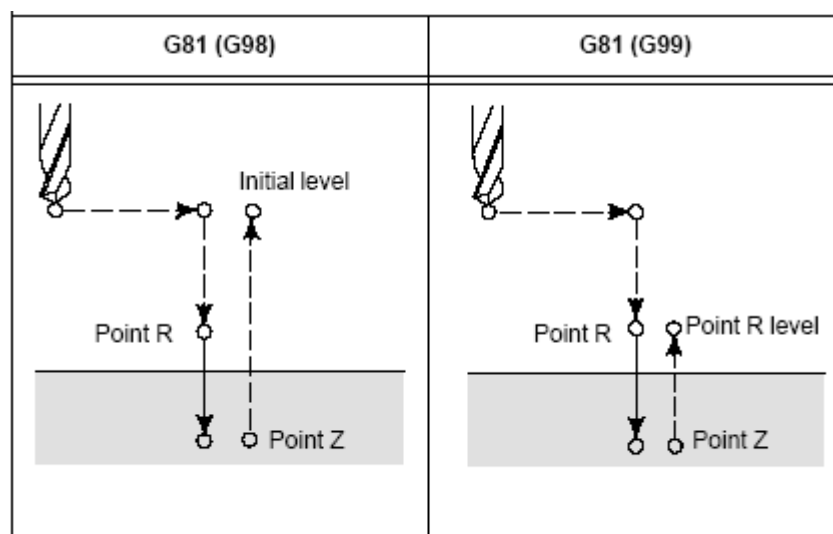 G81 (G98)
G81 (G99)
Initial level
Point R
Point Z
Point R
Point R level
Point Z